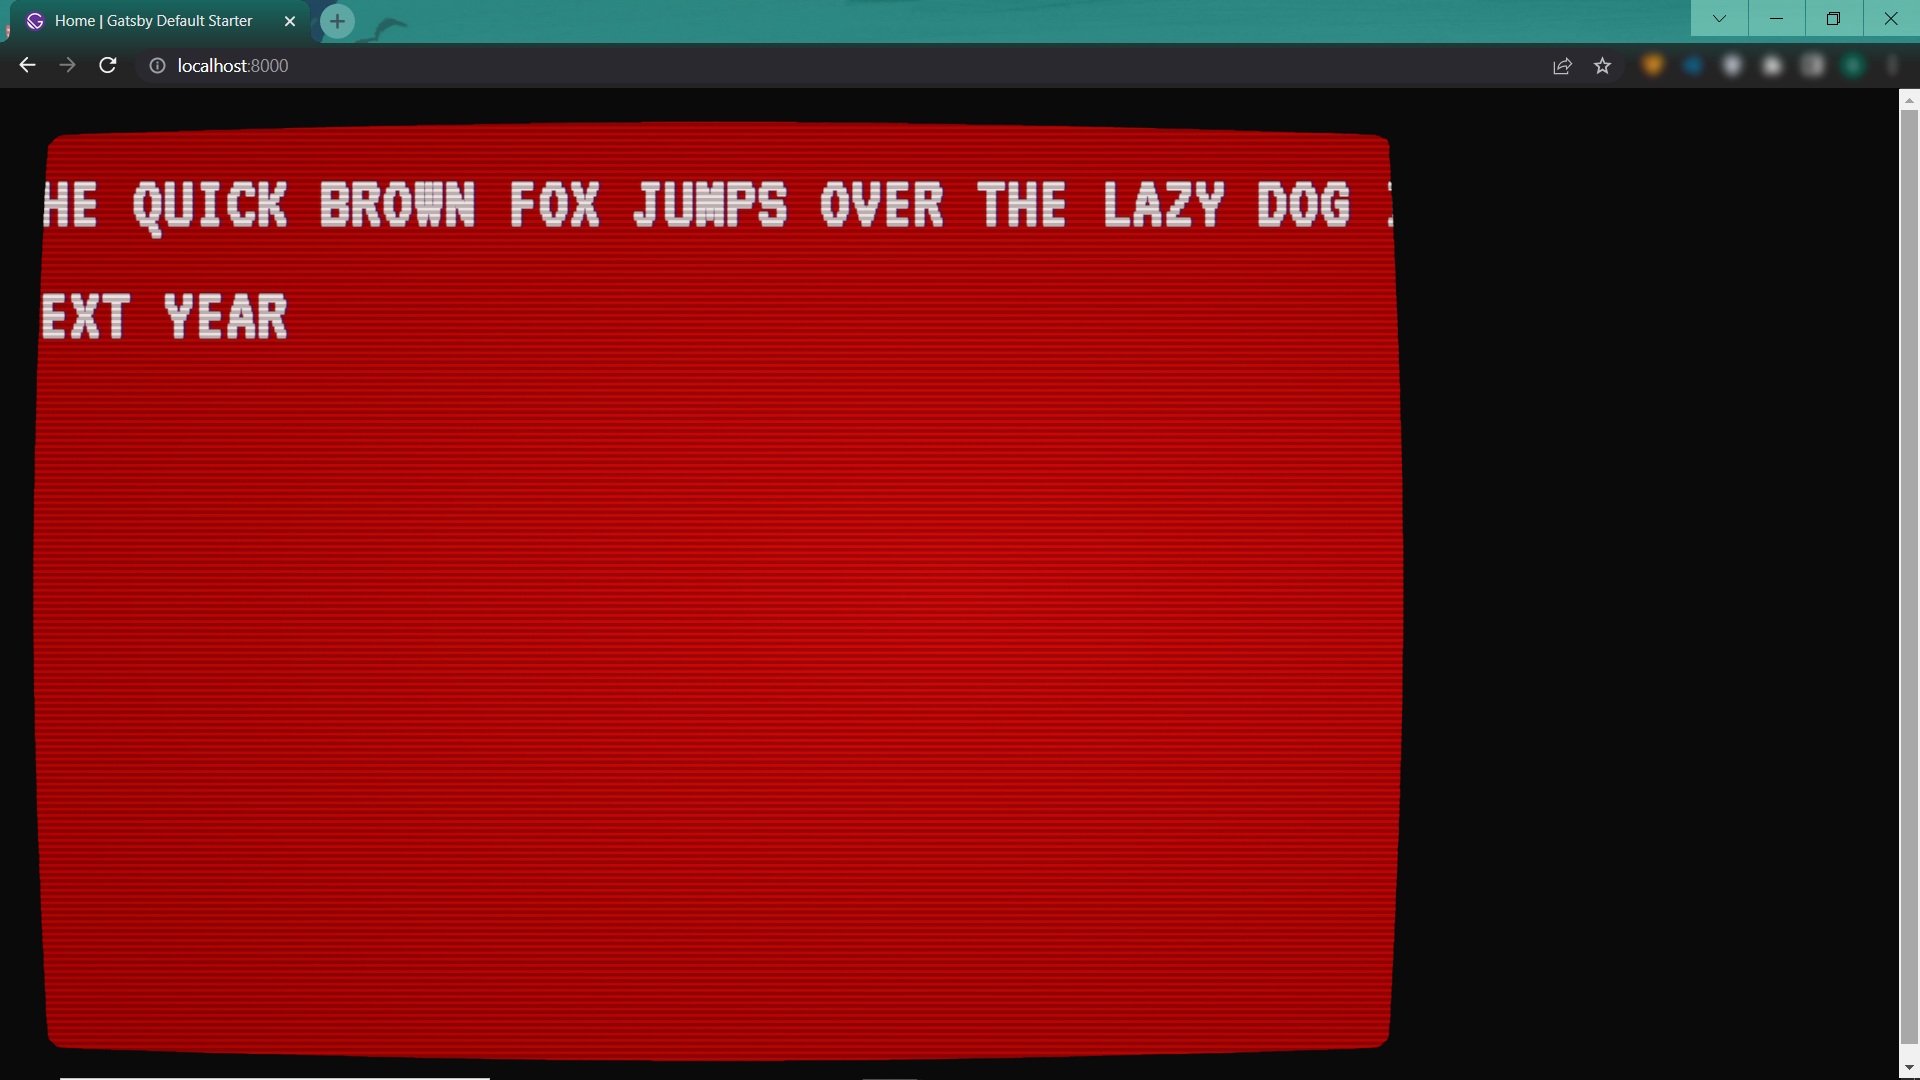 Home | Gatsby Default Starter
localhost:8000
HE QUICK BROWN FOX JUMPS OVER THE LAZY DOG
EXT YEAR